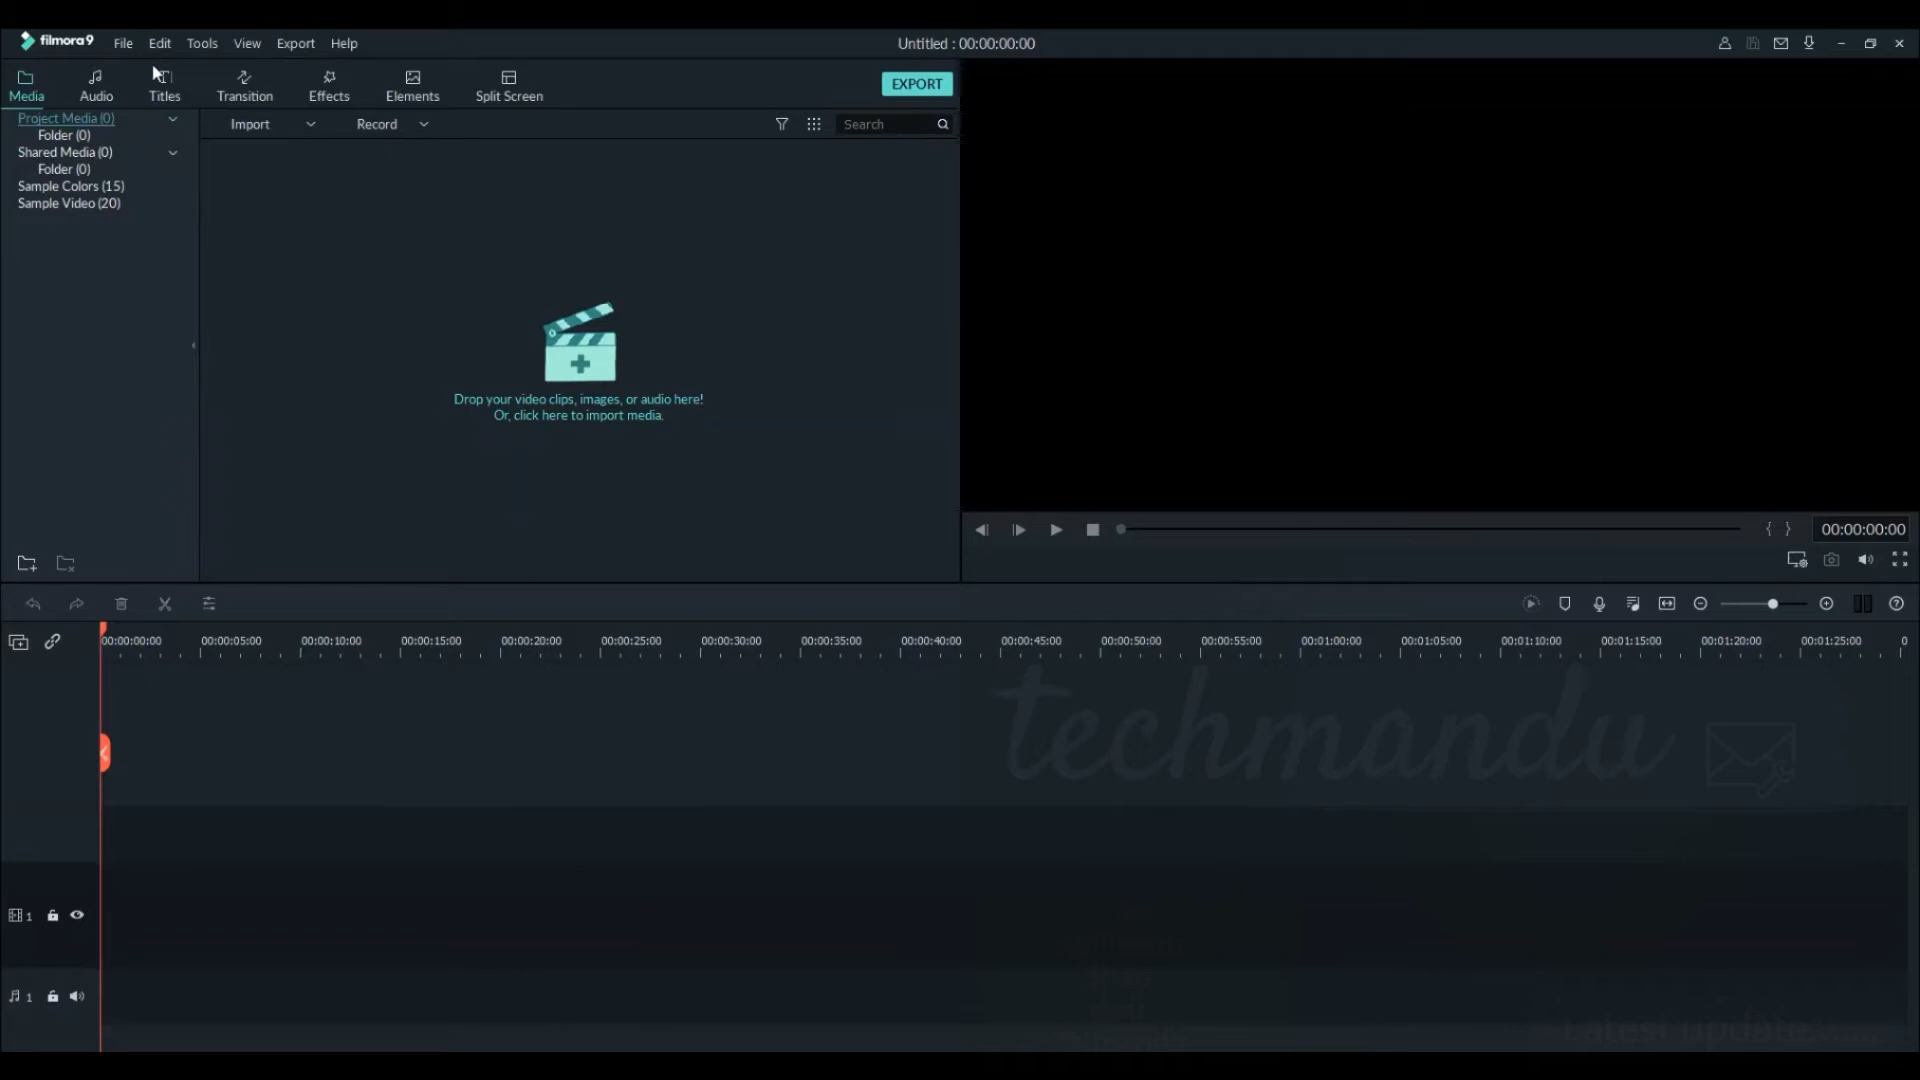 filmora9 File Edit Tools View Export Help Untitled : 00:00:00:00
Media Audio Titles Transition Effects Elements Split Screen EXPORT
Project Media (0) Import Record Search
Folder (0)
Shared Media (0)
Folder (0)
Sample Colors (15)
Sample Video (20)
Drop your video clips, images, or audio here!
Or, click here to import media.
00:00:00:00
00:00:00:00 00:00:05:00 00:00:10:00 00:00:15:00 00:00:20:00 00:00:25:00 00:00:30:00 00:00:35:00 00:00:40:00 00:00:45:00 00:00:50:00 00:00:55:00 00:01:00:00 00:01:05:00 00:01:10:00 00:01:15:00 00:01:20:00 00:01:25:00 0
techmandu
1
1
Latest updates